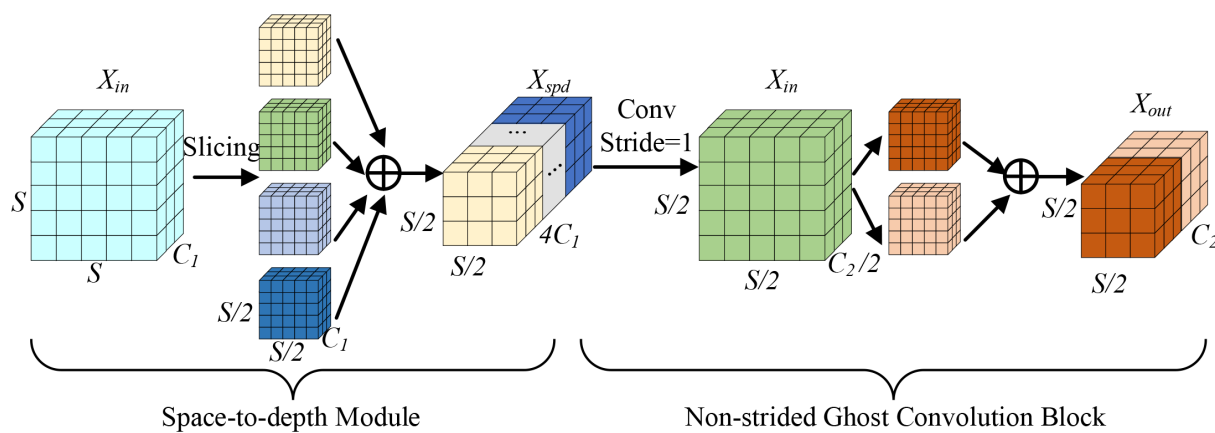 X_in
S
S
C_1
Slicing
S/2
S/2
C_1
X_spd
...
...
S/2
S/2
4C_1
Conv
Stride=1
X_in
S/2
S/2
C_2/2
X_out
S/2
S/2
C_2
Space-to-depth Module
Non-strided Ghost Convolution Block